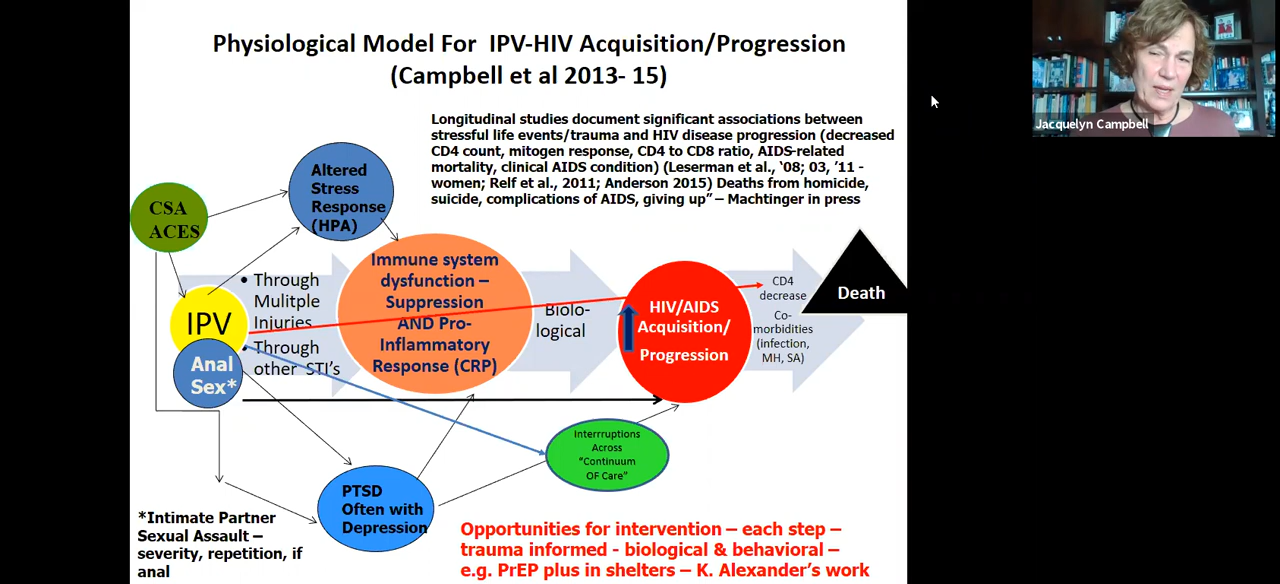 Physiological Model For IPV-HIV Acquisition/Progression
(Campbell et al 2013- 15)
Jacquelyn Campbell
Longitudinal studies document significant associations between
stressful life events/trauma and HIV disease progression (decreased
CD4 count, mitogen response, CD4 to CD8 ratio, AIDS-related
mortality, clinical AIDS condition) (Leserman et al., '08; 03, '11 -
women; Relf et al., 2011; Anderson 2015) Deaths from homicide,
suicide, complications of AIDS, giving up" – Machtinger in press
Altered
Stress
Response
(HPA)
CSA
ACES
IPV
Anal
Sex*
• Through
Mulitple
Injuries
• Through
other STI's
Immune system
dysfunction –
Suppression
AND Pro-
Inflammatory
Response (CRP)
Biolo-
logical
HIV/AIDS
Acquisition/
Progression
CD4
decrease
Co-
morbidities
(infection,
MH, SA)
Death
Interrruptions
Across
"Continuum
OF Care"
PTSD
Often with
Depression
*Intimate Partner
Sexual Assault –
severity, repetition, if
anal
Opportunities for intervention – each step –
trauma informed - biological & behavioral –
e.g. PrEP plus in shelters – K. Alexander's work